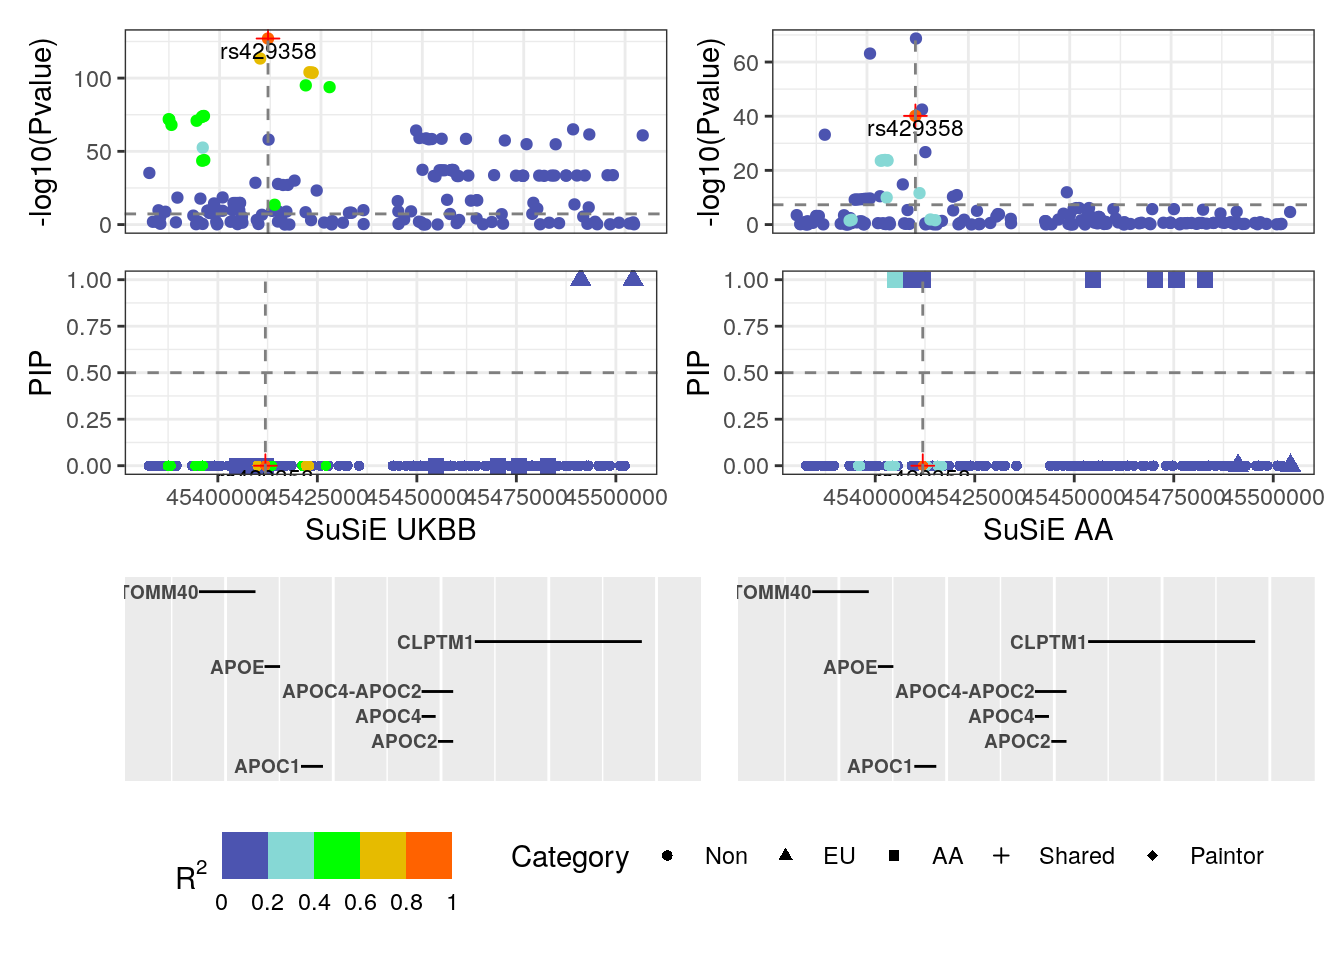 -log10(Pvalue)
100
50
0
rs429358
-log10(Pvalue)
60
40
20
0
rs429358
PIP
1.00
0.75
0.50
0.25
0.00
rs429358
45400000
45425000
45450000
45475000
45500000
SuSiE UKBB
PIP
1.00
0.75
0.50
0.25
0.00
rs429358
45400000
45425000
45450000
45475000
45500000
SuSiE AA
TOMM40
CLPTM1
APOE
APOC4-APOC2
APOC4
APOC2
APOC1
TOMM40
CLPTM1
APOE
APOC4-APOC2
APOC4
APOC2
APOC1
R²
0 0.2 0.4 0.6 0.8 1
Category Non EU AA Shared Paintor